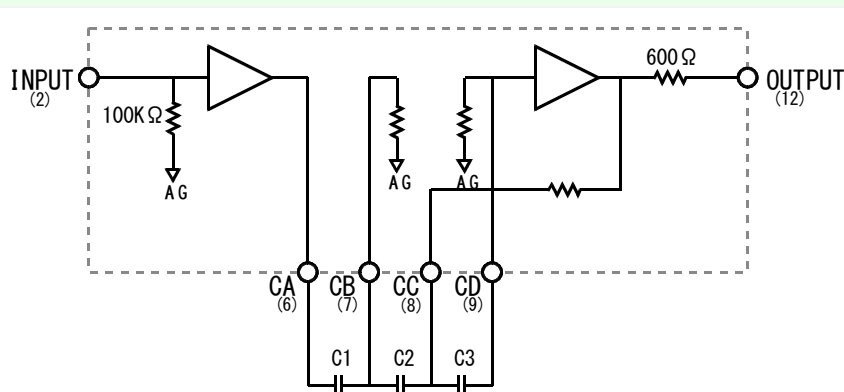 600Ω
INPUT
(2)
OUTPUT
(12)
100KΩ
AG
AG
AG
CA
(6)
CB
(7)
CC
(8)
CD
(9)
C1
C2
C3